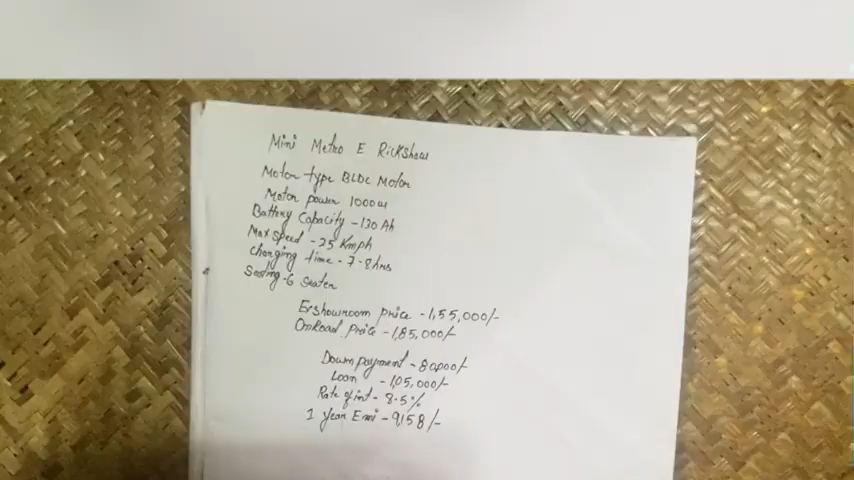 Mini Metro E Rickshaw
Motor type BLDC Motor
Motor power 1000w
Battery Capacity - 130 Ah
Max Speed - 25 Kmph
Charging time - 7-8 hrs
Seating - 6 Seater
Exshowroom price - 1,55,000/-
OnRoad price - 1,85,000/-
Down payment - 80,000/-
Loan - 1,05,000/-
Rate of int - 8.5%
1 Year Emi - 9,158/-